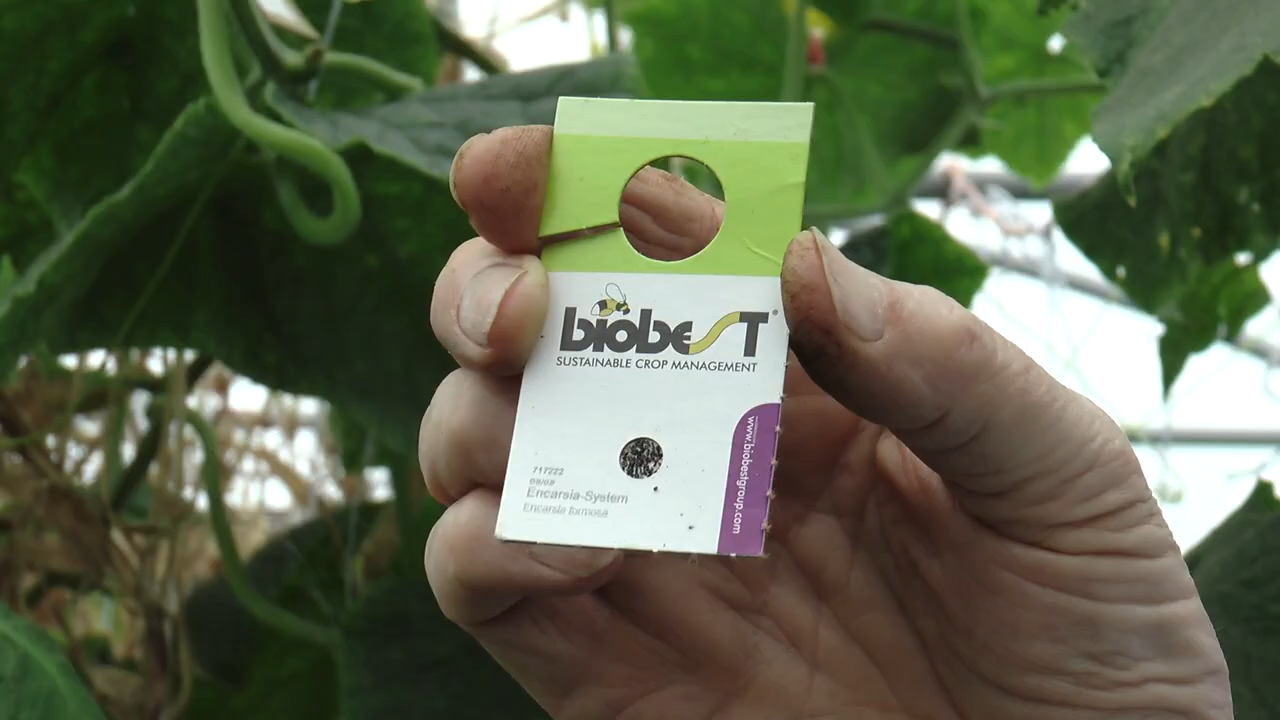 biobeST®
SUSTAINABLE CROP MANAGEMENT
www.biobestgroup.com
717222
Encarsia-System
Encarsia formosa